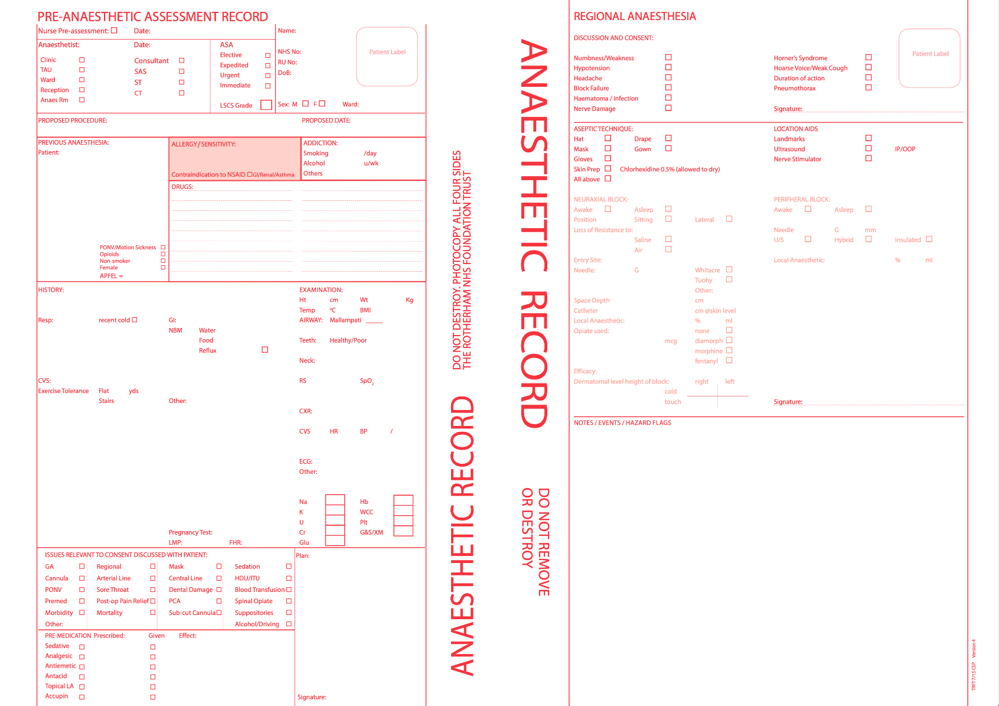 PRE-ANAESTHETIC ASSESSMENT RECORD
Nurse Pre-assessment: Date:
Anaesthetist: Date:
Clinic
TAU
Ward
Reception
Anaes Rm
Consultant
SAS
ST
CT
ASA
Elective
Expedited
Urgent
Immediate
LSCS Grade
Name:
NHS No:
RU No:
DoB:
Patient Label
Sex: M F Ward:
PROPOSED PROCEDURE: PROPOSED DATE:
PREVIOUS ANAESTHESIA:
Patient:
PONV/Motion Sickness
Opioids
Non-smoker
Female
APFEL =
ALLERGY / SENSITIVITY:
Contraindication to NSAID GI/Renal/Asthma
ADDICTION:
Smoking /day
Alcohol u/wk
Others
DRUGS:
HISTORY:
Resp: recent cold
GI:
NBM Water
Food
Reflux
CVS:
Exercise Tolerance Flat yds
Stairs Other:
Pregnancy Test:
LMP: FHR:
EXAMINATION:
Ht cm Wt Kg
Temp °C BMI
AIRWAY: Mallampati _____
Teeth: Healthy/Poor
Neck:
RS SpO2
CXR:
CVS HR BP /
ECG:
Other:
Na Hb
K WCC
U Plt
Cr G&S/XM
Glu
ISSUES RELEVANT TO CONSENT DISCUSSED WITH PATIENT:
GA Regional Mask Sedation
Cannula Arterial Line Central Line HDU/ITU
PONV Sore Throat Dental Damage Blood Transfusion
Premed Post-op Pain Relief PCA Spinal Opiate
Morbidity Mortality Sub-cut Cannula Suppositories
Other: Alcohol/Driving
PRE-MEDICATION Prescribed: Given Effect:
Sedative
Analgesic
Antiemetic
Antacid
Topical LA
Accupin
Plan:
Signature:
ANAESTHETIC RECORD
DO NOT DESTROY. PHOTOCOPY ALL FOUR SIDES
THE ROTHERHAM NHS FOUNDATION TRUST
ANAESTHETIC RECORD
DO NOT REMOVE
OR DESTROY
REGIONAL ANAESTHESIA
DISCUSSION AND CONSENT:
Patient Label
Numbness/Weakness Horner's Syndrome
Hypotension Hoarse Voice/Weak Cough
Headache Duration of action
Block Failure Pneumothorax
Haematoma / Infection
Nerve Damage Signature:
ASEPTIC TECHNIQUE:
Hat Drape
Mask Gown
Gloves
Skin Prep Chlorhexidine 0.5% (allowed to dry)
All above
LOCATION AIDS
Landmarks
Ultrasound IP/OOP
Nerve Stimulator
NEURAXIAL BLOCK:
Awake Asleep
Position Sitting Lateral
Loss of Resistance to:
Saline
Air
Entry Site:
Needle: G Whitacre
Tuohy
Other:
Space Depth cm
Catheter cm @skin level
Local Anaesthetic: % ml
Opiate used: none
mcg diamorph
morphine
fentanyl
Efficacy:
Dermatomal level height of block: right left
cold
touch
PERIPHERAL BLOCK:
Awake Asleep
Needle G mm
U/S Hybrid Insulated
Local Anaesthetic: % ml
Signature:
NOTES / EVENTS / HAZARD FLAGS
TRFT 7/15 CSP Version 4